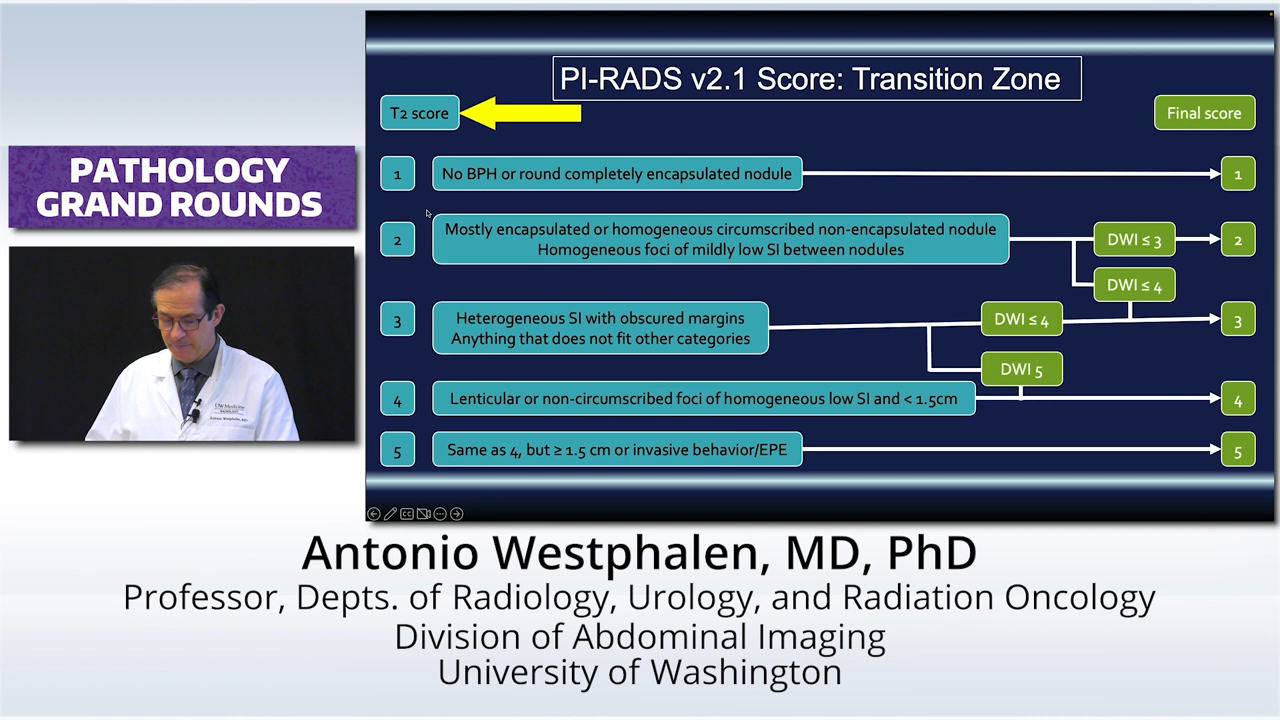 PATHOLOGY
GRAND ROUNDS
PI-RADS v2.1 Score: Transition Zone
T2 score
Final score
1
No BPH or round completely encapsulated nodule
1
2
Mostly encapsulated or homogeneous circumscribed non-encapsulated nodule
Homogeneous foci of mildly low SI between nodules
DWI ≤ 3
2
DWI ≤ 4
3
Heterogeneous SI with obscured margins
Anything that does not fit other categories
DWI ≤ 4
3
DWI 5
4
Lenticular or non-circumscribed foci of homogeneous low SI and < 1.5cm
4
5
Same as 4, but ≥ 1.5 cm or invasive behavior/EPE
5
UW Medicine
Antonio Westphalen, MD, PhD
Professor, Depts. of Radiology, Urology, and Radiation Oncology
Division of Abdominal Imaging
University of Washington